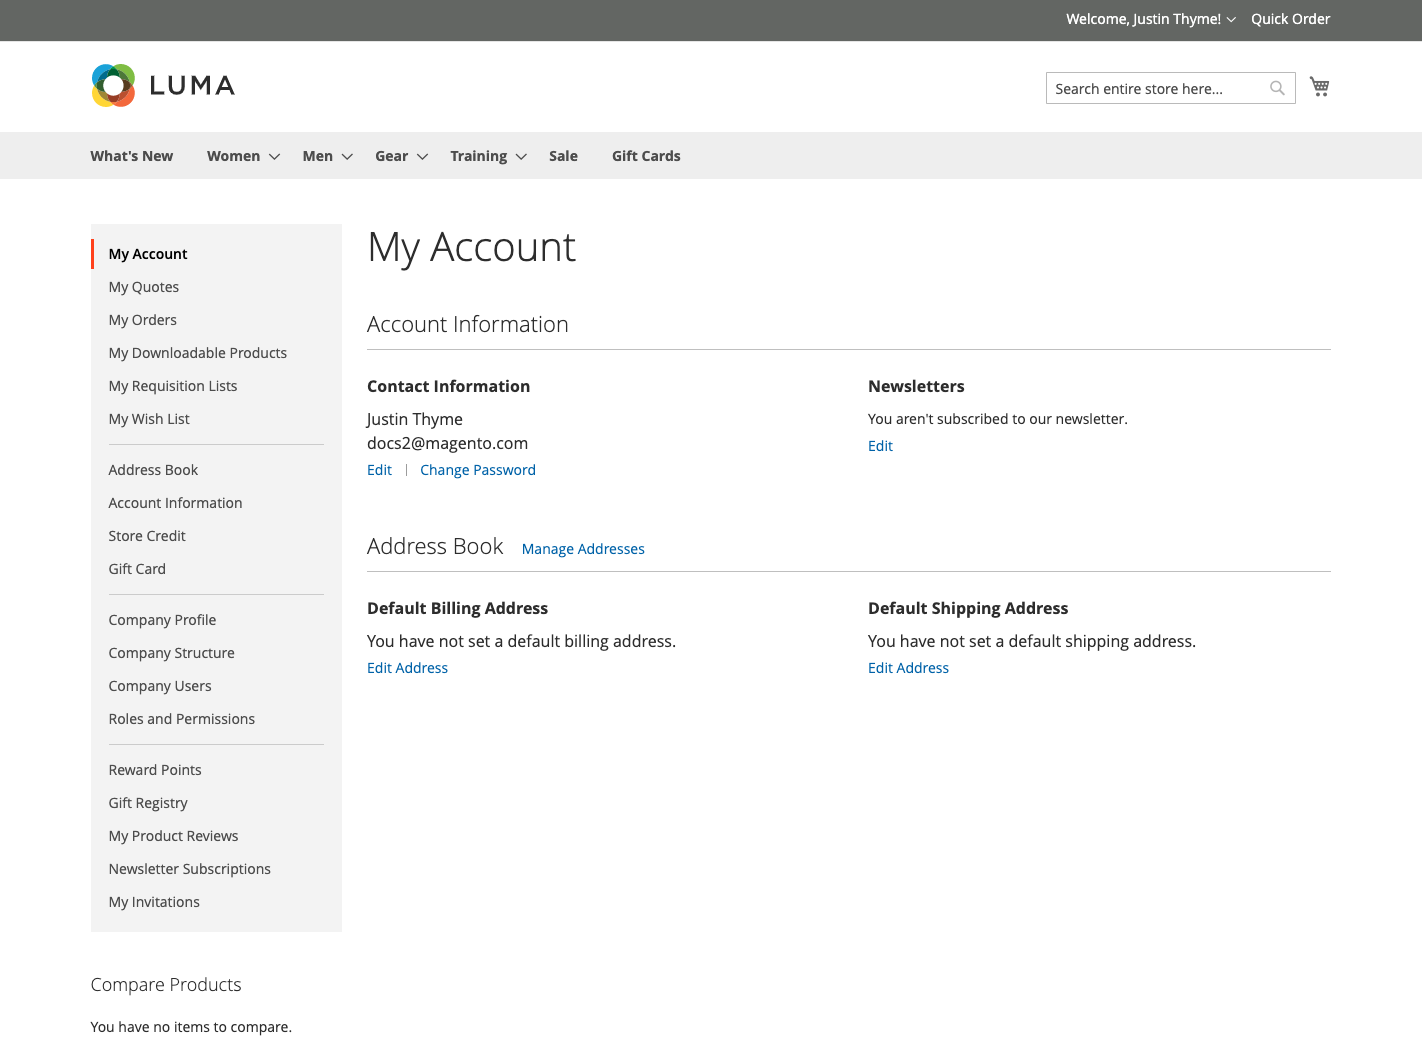 Welcome, Justin Thyme! Quick Order
LUMA
Search entire store here...
What's New Women Men Gear Training Sale Gift Cards
My Account
My Quotes
My Orders
My Downloadable Products
My Requisition Lists
My Wish List
Address Book
Account Information
Store Credit
Gift Card
Company Profile
Company Structure
Company Users
Roles and Permissions
Reward Points
Gift Registry
My Product Reviews
Newsletter Subscriptions
My Invitations
Compare Products
You have no items to compare.
My Account
Account Information
Contact Information
Justin Thyme
docs2@magento.com
Edit | Change Password
Newsletters
You aren't subscribed to our newsletter.
Edit
Address Book Manage Addresses
Default Billing Address
You have not set a default billing address.
Edit Address
Default Shipping Address
You have not set a default shipping address.
Edit Address